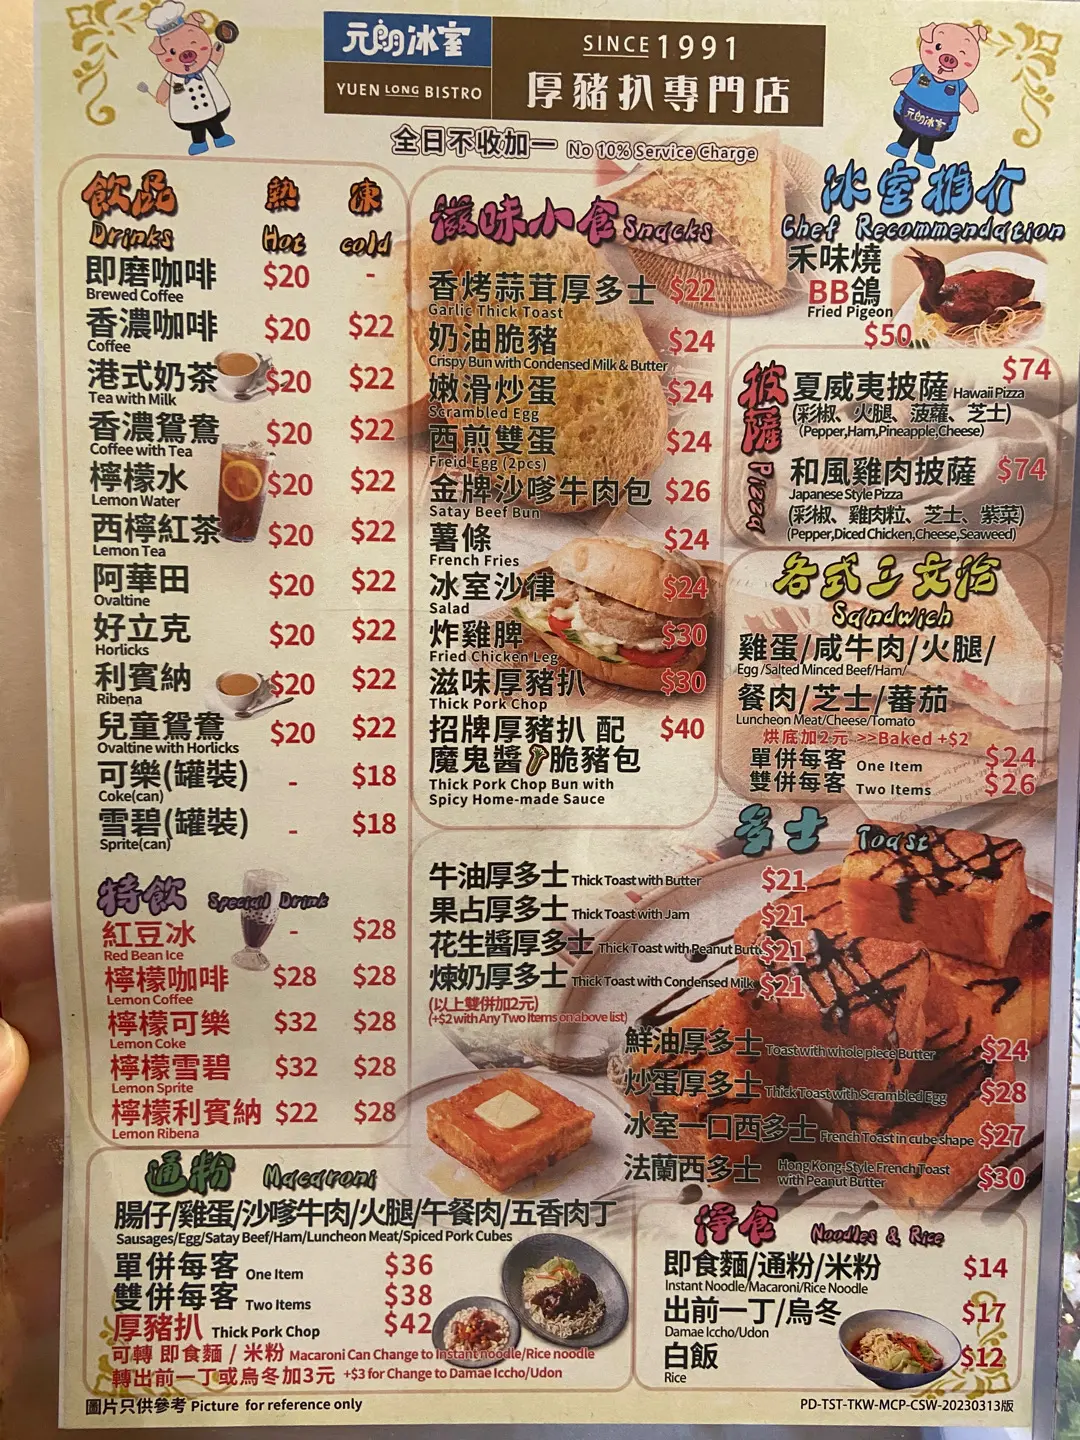 元朗冰室
YUEN LONG BISTRO
SINCE 1991
厚豬扒專門店
元朗冰室
全日不收加一 No 10% Service Charge
飲品 熱 凍
Drinks Hot cold
即磨咖啡 $20 -
Brewed Coffee
香濃咖啡 $20 $22
Coffee
港式奶茶 $20 $22
Tea with Milk
香濃鴛鴦 $20 $22
Coffee with Tea
檸檬水 $20 $22
Lemon Water
西檸紅茶 $20 $22
Lemon Tea
阿華田 $20 $22
Ovaltine
好立克 $20 $22
Horlicks
利賓納 $20 $22
Ribena
兒童鴛鴦 $20 $22
Ovaltine with Horlicks
可樂(罐裝) - $18
Coke(can)
雪碧(罐裝) - $18
Sprite(can)
特飲 Special Drink
紅豆冰 - $28
Red Bean Ice
檸檬咖啡 $28 $28
Lemon Coffee
檸檬可樂 $32 $28
Lemon Coke
檸檬雪碧 $32 $28
Lemon Sprite
檸檬利賓納 $22 $28
Lemon Ribena
滋味小食 Snacks
香烤蒜茸厚多士 $22
Garlic Thick Toast
奶油脆豬 $24
Crispy Bun with Condensed Milk & Butter
嫩滑炒蛋 $24
Scrambled Egg
西煎雙蛋 $24
Freid Egg (2pcs)
金牌沙嗲牛肉包 $26
Satay Beef Bun
薯條 $24
French Fries
冰室沙律 $24
Salad
炸雞脾 $30
Fried Chicken Leg
滋味厚豬扒 $30
Thick Pork Chop
招牌厚豬扒 配 $40
魔鬼醬脆豬包
Thick Pork Chop Bun with
Spicy Home-made Sauce
冰室推介
Chef Recommendation
禾味燒
BB鴿
Fried Pigeon
$50
披薩 Pizza
$74
夏威夷披薩 Hawaii Pizza
(彩椒、火腿、菠蘿、芝士)
(Pepper,Ham,Pineapple,Cheese)
和風雞肉披薩 $74
Japanese Style Pizza
(彩椒、雞肉粒、芝士、紫菜)
(Pepper,Diced Chicken,Cheese,Seaweed)
各式三文治
Sandwich
雞蛋/咸牛肉/火腿/
Egg /Salted Minced Beef/Ham/
餐肉/芝士/蕃茄
Luncheon Meat/Cheese/Tomato
烘底加2元 >>Baked +$2
單併每客 One Item $24
雙併每客 Two Items $26
多士 Toast
牛油厚多士 Thick Toast with Butter $21
果占厚多士 Thick Toast with Jam $21
花生醬厚多士 Thick Toast with Peanut Butt $21
煉奶厚多士 Thick Toast with Condensed Milk $21
(以上雙併加2元)
(+$2 with Any Two Items on above list)
鮮油厚多士 Toast with whole piece Butter $24
炒蛋厚多士 Thick Toast with Scrambled Egg $28
冰室一口西多士 French Toast in cube shape $27
法蘭西多士 Hong Kong-Style French Toast $30
with Peanut Butter
通粉 Macaroni
腸仔/雞蛋/沙嗲牛肉/火腿/午餐肉/五香肉丁
Sausages/Egg/Satay Beef/Ham/Luncheon Meat/Spiced Pork Cubes
單併每客 One Item $36
雙併每客 Two Items $38
厚豬扒 Thick Pork Chop $42
可轉 即食麵 / 米粉 Macaroni Can Change to Instant noodle/Rice noodle
轉出前一丁或烏冬加3元 +$3 for Change to Damae Iccho/Udon
淨食 Noodles & Rice
即食麵/通粉/米粉 $14
Instant Noodle/Macaroni/Rice Noodle
出前一丁/烏冬 $17
Damae Iccho/Udon
白飯 $12
Rice
圖片只供參考 Picture for reference only
PD-TST-TKW-MCP-CSW-20230313版